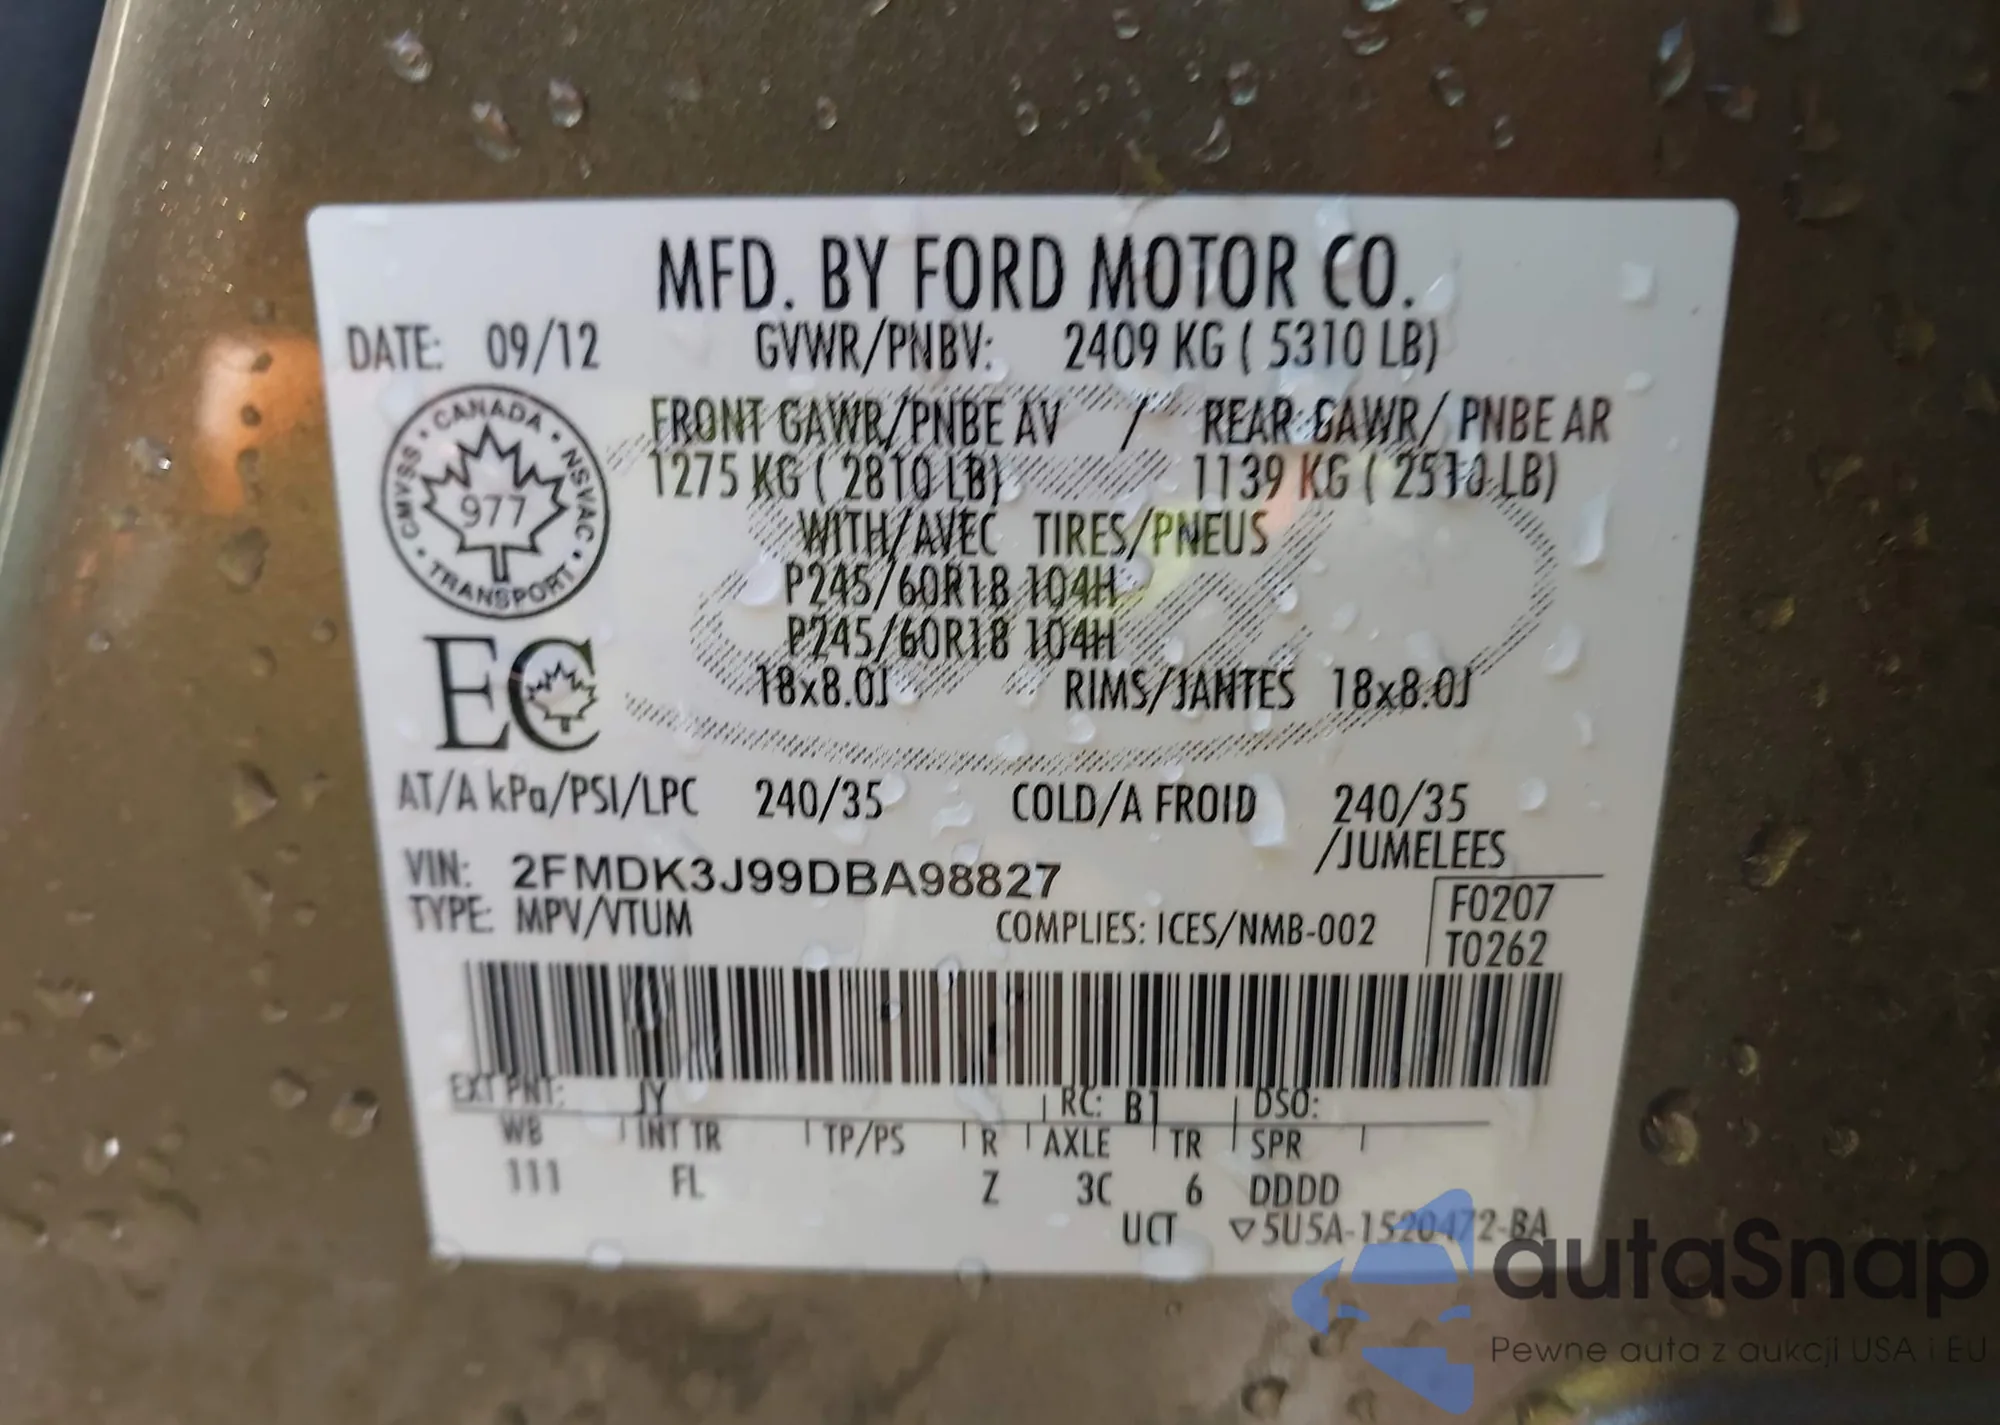 MFD. BY FORD MOTOR CO.
DATE: 09/12 GVWR/PNBV: 2409 KG ( 5310 LB)
FRONT GAWR/PNBE AV / REAR GAWR/ PNBE AR
1275 KG ( 2810 LB) 1139 KG ( 2510 LB)
WITH/AVEC TIRES/PNEUS
P245/60R18 104H
P245/60R18 104H
18x8.0J RIMS/JANTES 18x8.0J
CANADA • NSVAC • TRANSPORT • CMVSS •
977
EC
AT/A kPa/PSI/LPC 240/35 COLD/A FROID 240/35
/JUMELEES
VIN: 2FMDK3J99DBA98827
TYPE: MPV/VTUM COMPLIES: ICES/NMB-002
F0207
T0262
EXT PNT: JY RC: B1 DSO:
WB INT TR TP/PS R AXLE TR SPR
111 FL Z 3C 6 DDDD
UCT ▽5U5A-1520472-BA
autaSnap
Pewne auta z aukcji USA i EU